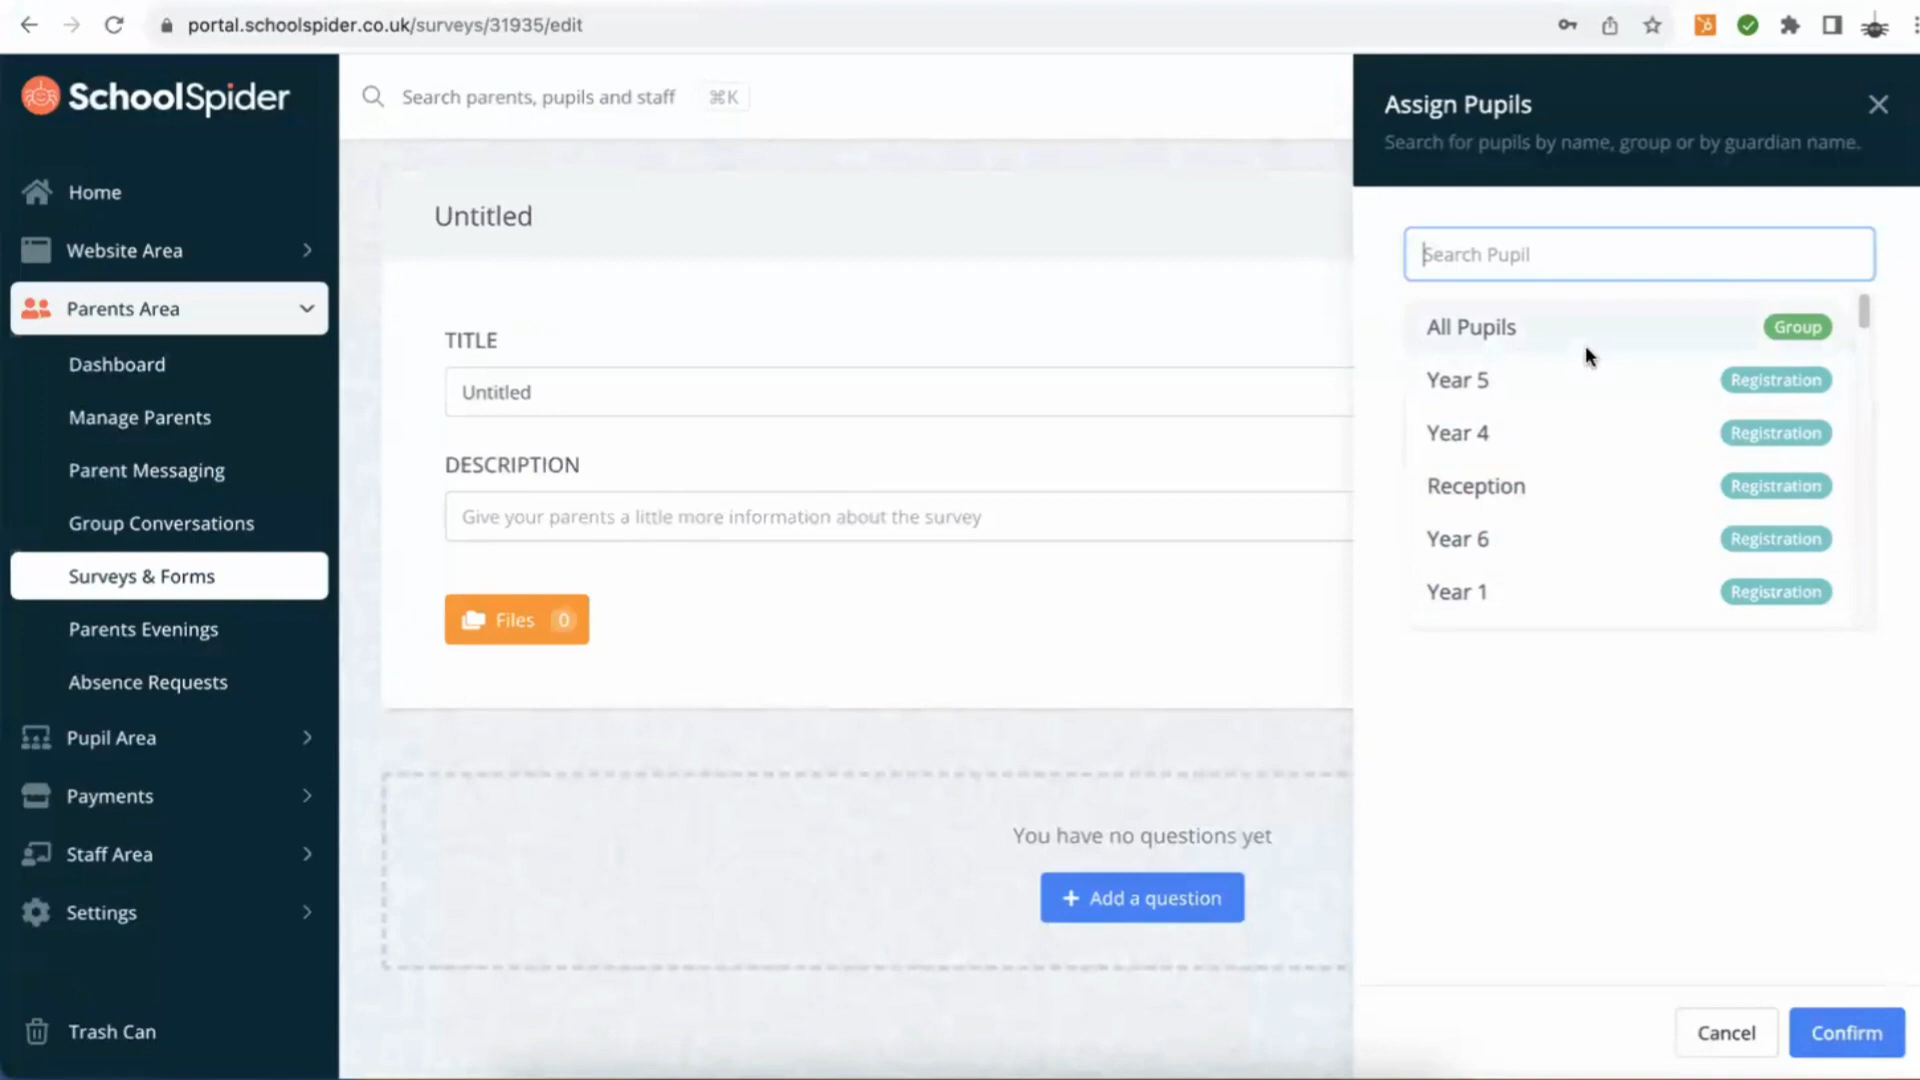 portal.schoolspider.co.uk/surveys/31935/edit
SchoolSpider
Home
Website Area
Parents Area
Dashboard
Manage Parents
Parent Messaging
Group Conversations
Surveys & Forms
Parents Evenings
Absence Requests
Pupil Area
Payments
Staff Area
Settings
Trash Can
Search parents, pupils and staff ⌘K
Untitled
TITLE
Untitled
DESCRIPTION
Give your parents a little more information about the survey
Files 0
You have no questions yet
+ Add a question
Assign Pupils
Search for pupils by name, group or by guardian name.
Search Pupil
All Pupils Group
Year 5 Registration
Year 4 Registration
Reception Registration
Year 6 Registration
Year 1 Registration
Cancel Confirm